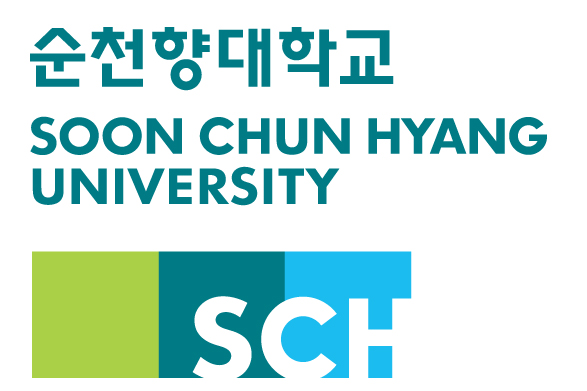 순천향대학교
SOON CHUN HYANG
UNIVERSITY
SCH